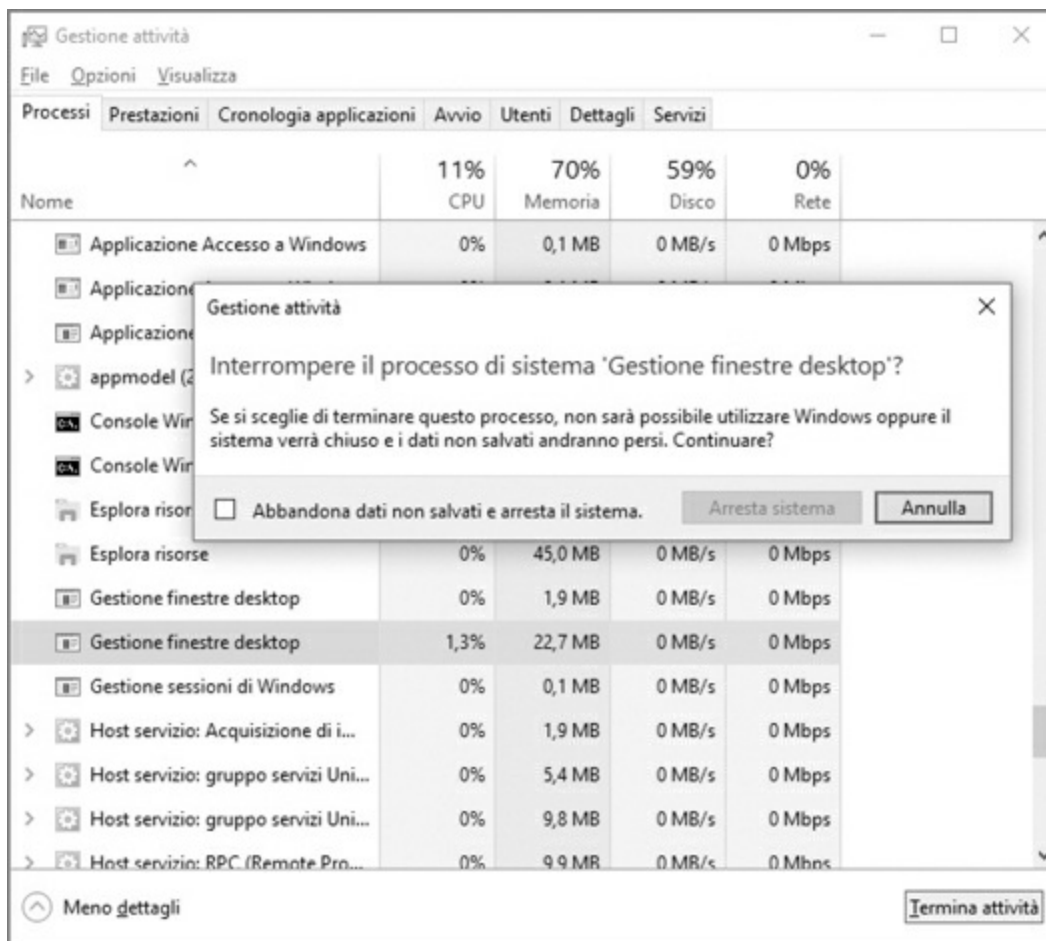 Gestione attività
File Opzioni Visualizza
Processi Prestazioni Cronologia applicazioni Avvio Utenti Dettagli Servizi
11% 70% 59% 0%
Nome CPU Memoria Disco Rete
Applicazione Accesso a Windows 0% 0,1 MB 0 MB/s 0 Mbps
Applicazione
Gestione attività
Applicazione
Interrompere il processo di sistema 'Gestione finestre desktop'?
appmodel (2
Se si sceglie di terminare questo processo, non sarà possibile utilizzare Windows oppure il
sistema verrà chiuso e i dati non salvati andranno persi. Continuare?
Console Win
Console Win
Esplora risor
Abbandona dati non salvati e arresta il sistema. Arresta sistema Annulla
Esplora risorse 0% 45,0 MB 0 MB/s 0 Mbps
Gestione finestre desktop 0% 1,9 MB 0 MB/s 0 Mbps
Gestione finestre desktop 1,3% 22,7 MB 0 MB/s 0 Mbps
Gestione sessioni di Windows 0% 0,1 MB 0 MB/s 0 Mbps
Host servizio: Acquisizione di i... 0% 1,9 MB 0 MB/s 0 Mbps
Host servizio: gruppo servizi Uni... 0% 5,4 MB 0 MB/s 0 Mbps
Host servizio: gruppo servizi Uni... 0% 9,8 MB 0 MB/s 0 Mbps
Host servizio: RPC (Remote Pro... 0% 9,9 MB 0 MB/s 0 Mbps
Meno dettagli Termina attività